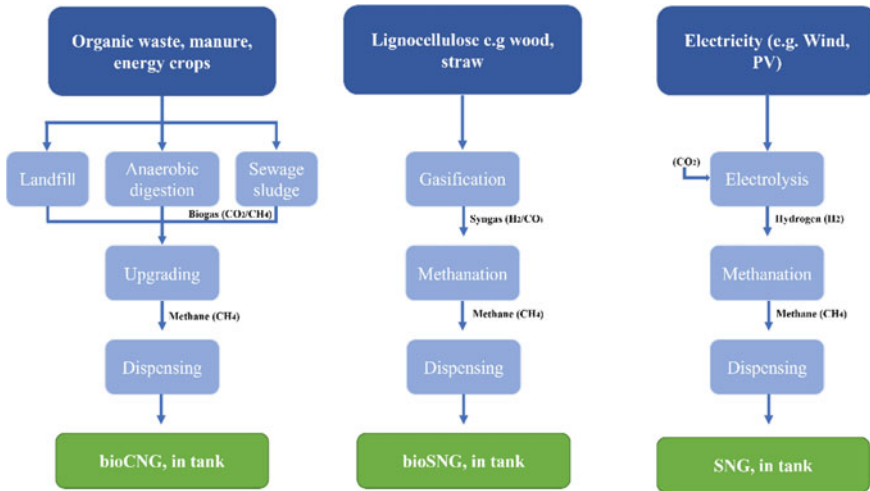 Organic waste, manure,
energy crops
Lignocellulose e.g wood,
straw
Electricity (e.g. Wind,
PV)
Landfill
Anaerobic
digestion
Sewage
sludge
Gasification
(CO₂)
Electrolysis
Biogas (CO₂/CH₄)
Syngas (H₂/CO)
Hydrogen (H₂)
Upgrading
Methanation
Methanation
Methane (CH₄)
Methane (CH₄)
Methane (CH₄)
Dispensing
Dispensing
Dispensing
bioCNG, in tank
bioSNG, in tank
SNG, in tank